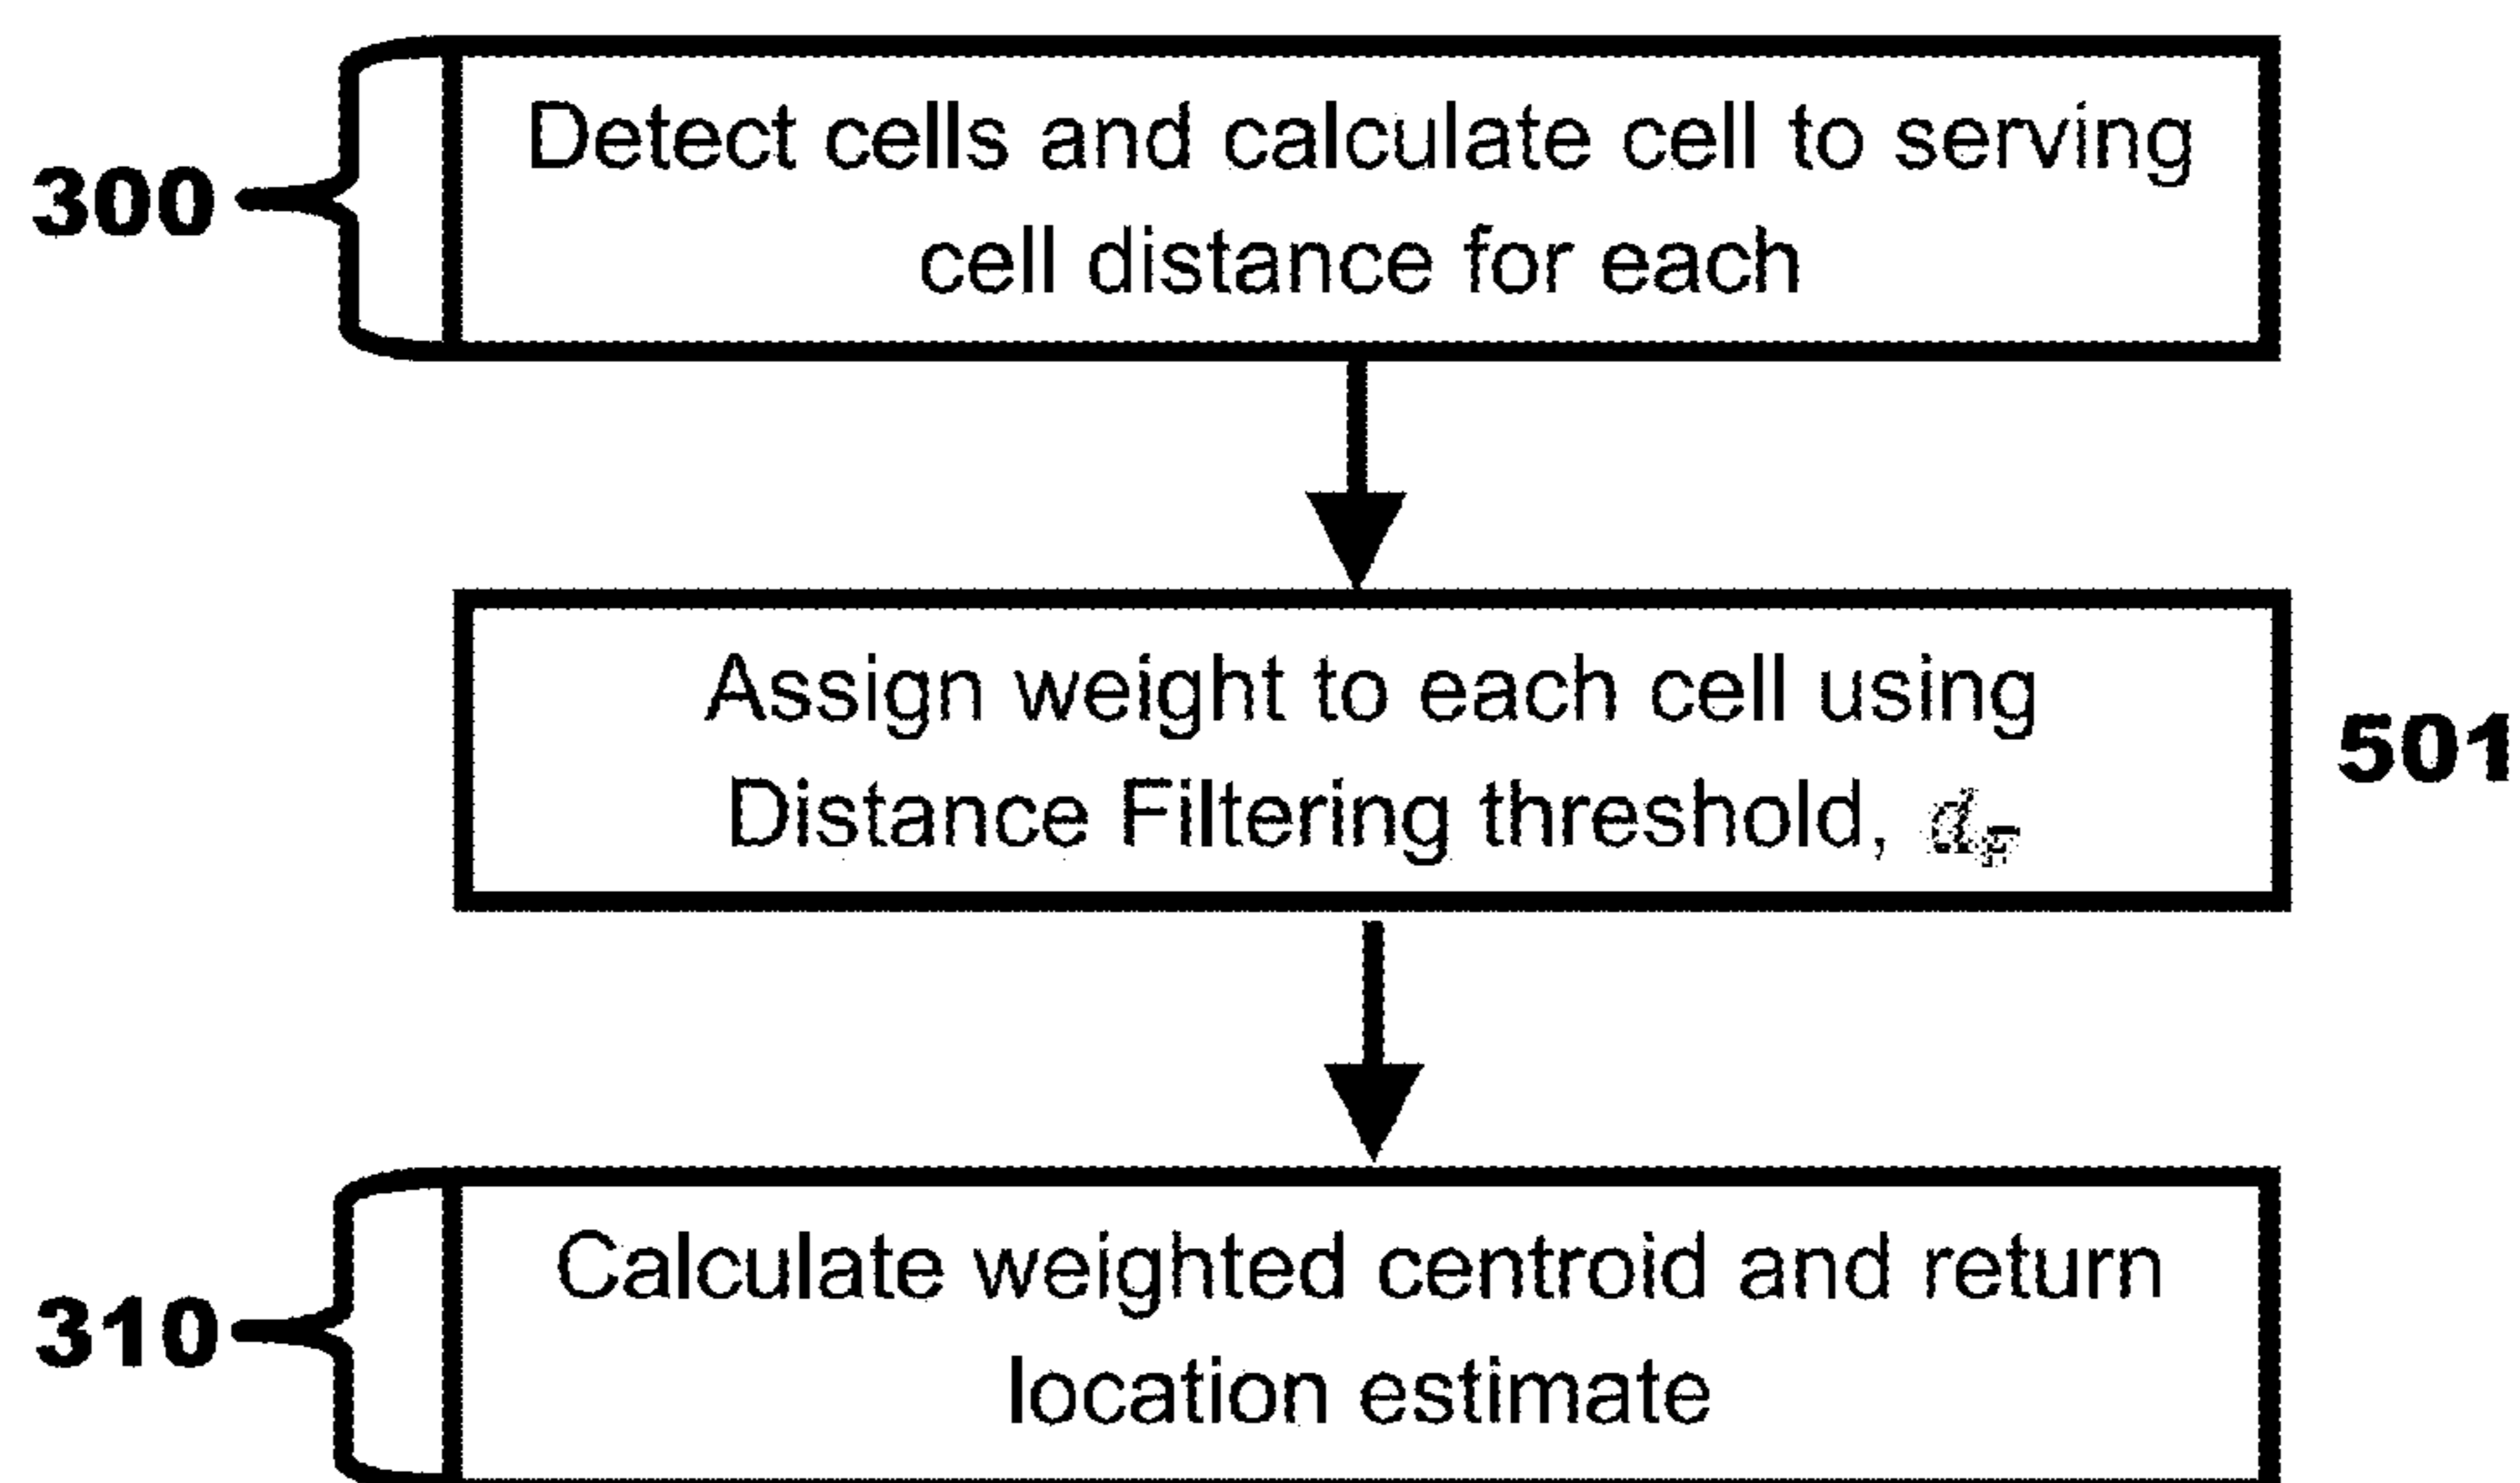 300
Detect cells and calculate cell to serving
cell distance for each
Assign weight to each cell using
Distance Filtering threshold,
501
310
Calculate weighted centroid and return
location estimate